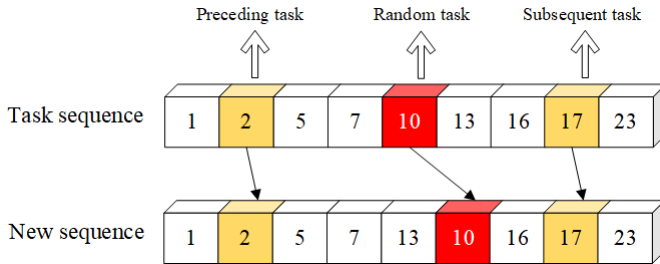 Preceding task Random task Subsequent task
Task sequence 1 2 5 7 10 13 16 17 23
New sequence 1 2 5 7 13 10 16 17 23